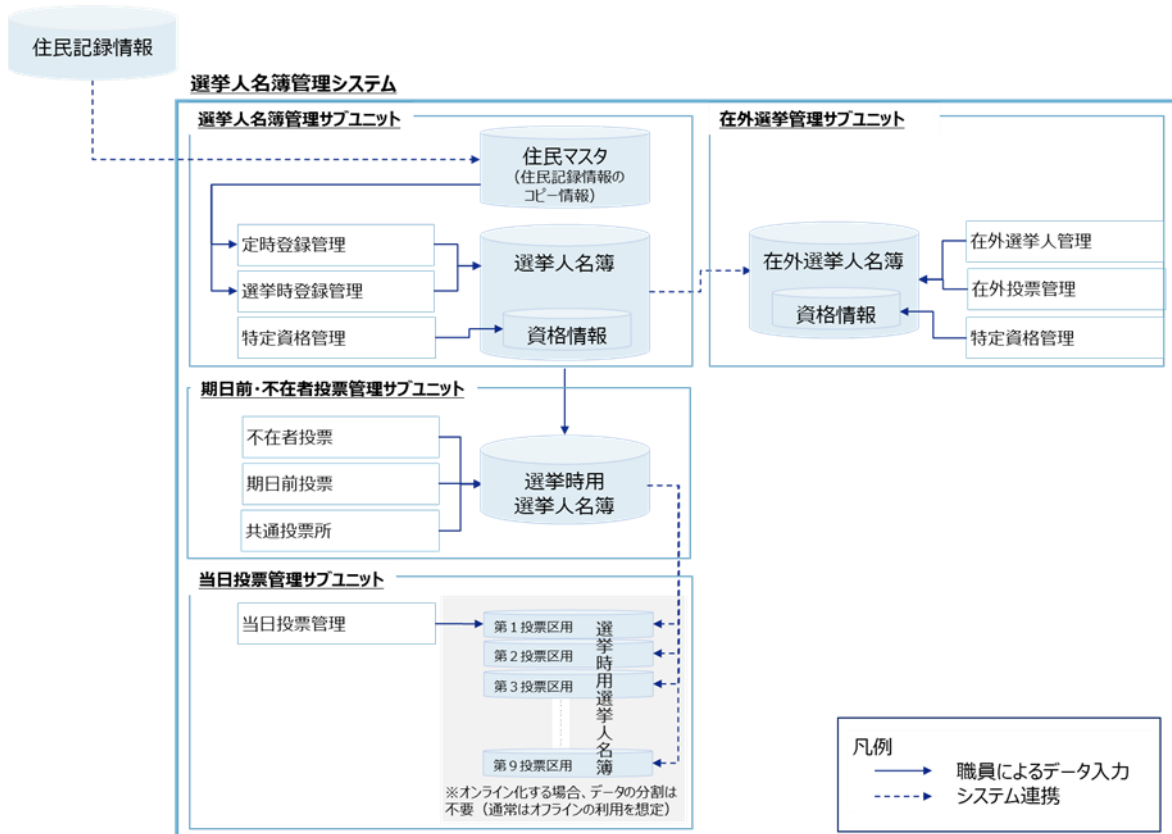 住民記録情報
選挙人名簿管理システム
選挙人名簿管理サブユニット
住民マスタ
（住民記録情報の
コピー情報）
定時登録管理
選挙時登録管理
特定資格管理
選挙人名簿
資格情報
在外選挙管理サブユニット
在外選挙人名簿
資格情報
在外選挙人管理
在外投票管理
特定資格管理
期日前・不在者投票管理サブユニット
不在者投票
期日前投票
共通投票所
選挙時用
選挙人名簿
当日投票管理サブユニット
当日投票管理
第１投票区用
第２投票区用
第３投票区用
第９投票区用
選挙時用選挙人名簿
※オンライン化する場合、データの分割は
不要（通常はオフラインの利用を想定）
凡例
職員によるデータ入力
システム連携